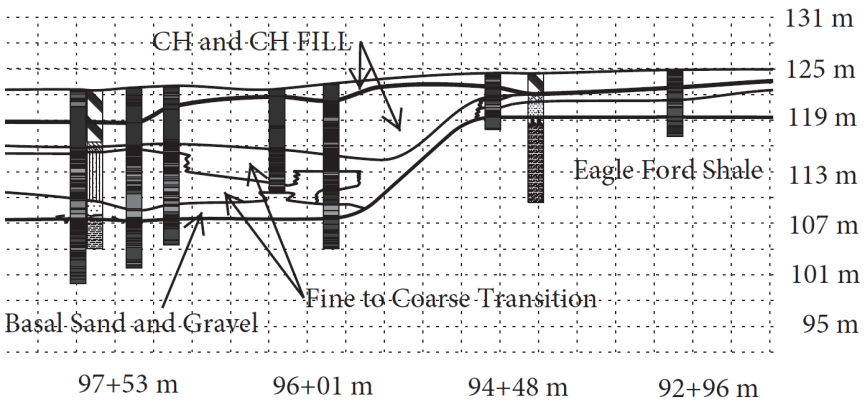 131 m
CH and CH FILL
125 m
119 m
Eagle Ford Shale
113 m
107 m
101 m
Fine to Coarse Transition
Basal Sand and Gravel
95 m
97+53 m
96+01 m
94+48 m
92+96 m